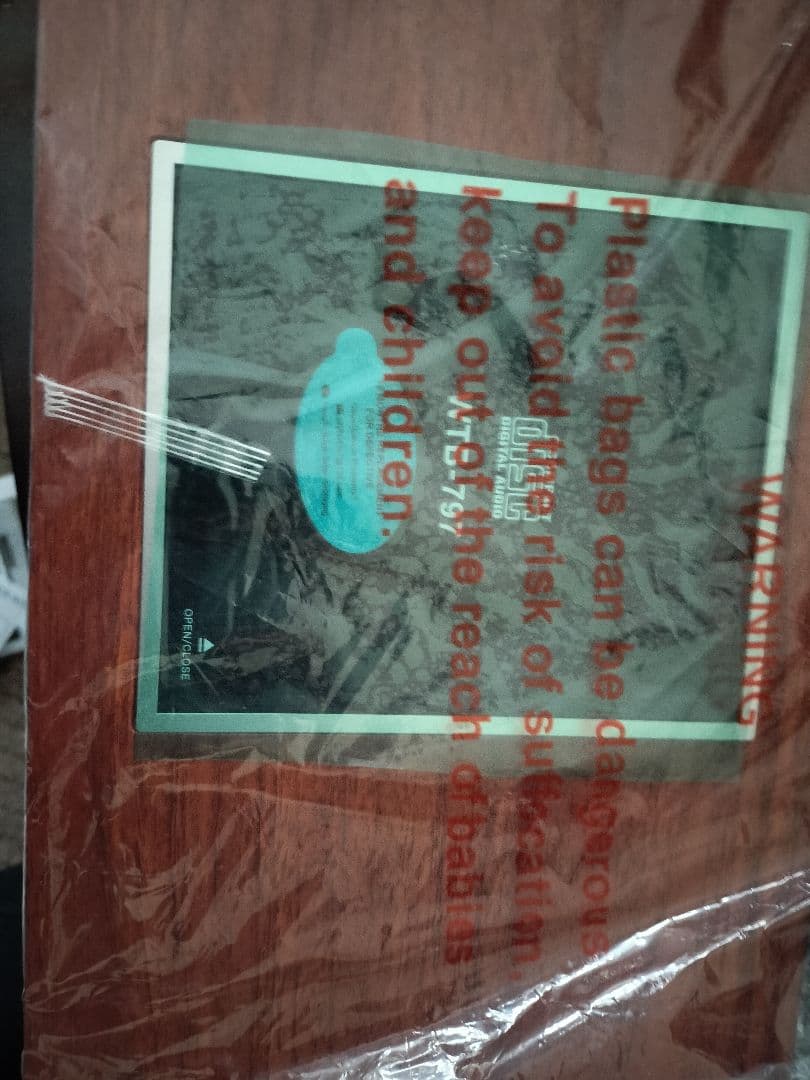 WARNING
Plastic bags can be dangerous
To avoid the risk of suffocation,
keep out of the reach of babies
and children.
disc
DIGITAL AUDIO
OPEN/CLOSE